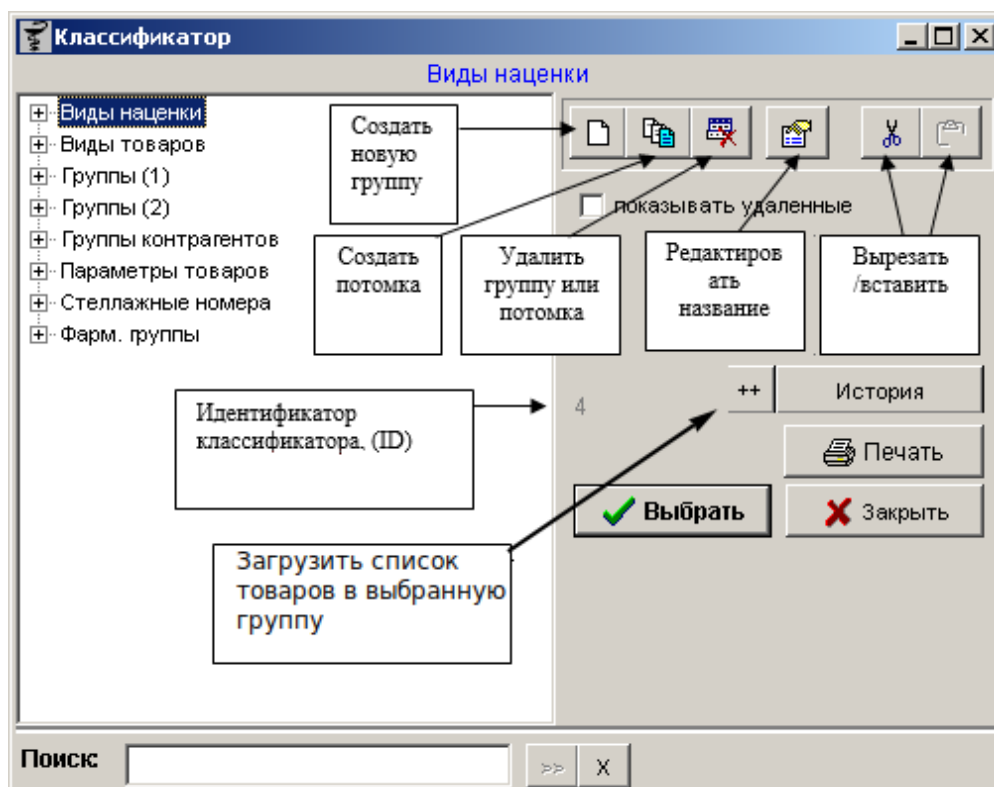 Классификатор
Виды наценки
Виды наценки
Виды товаров
Группы (1)
Группы (2)
Группы контрагентов
Параметры товаров
Стеллажные номера
Фарм. группы
Создать
новую
группу
показывать удаленные
Создать
потомка
Удалить
группу или
потомка
Редактиров
ать
название
Вырезать
/вставить
Идентификатор
классификатора, (ID)
4
++
История
Печать
Выбрать
Закрыть
Загрузить список
товаров в выбранную
группу
Поиск:
>>
X